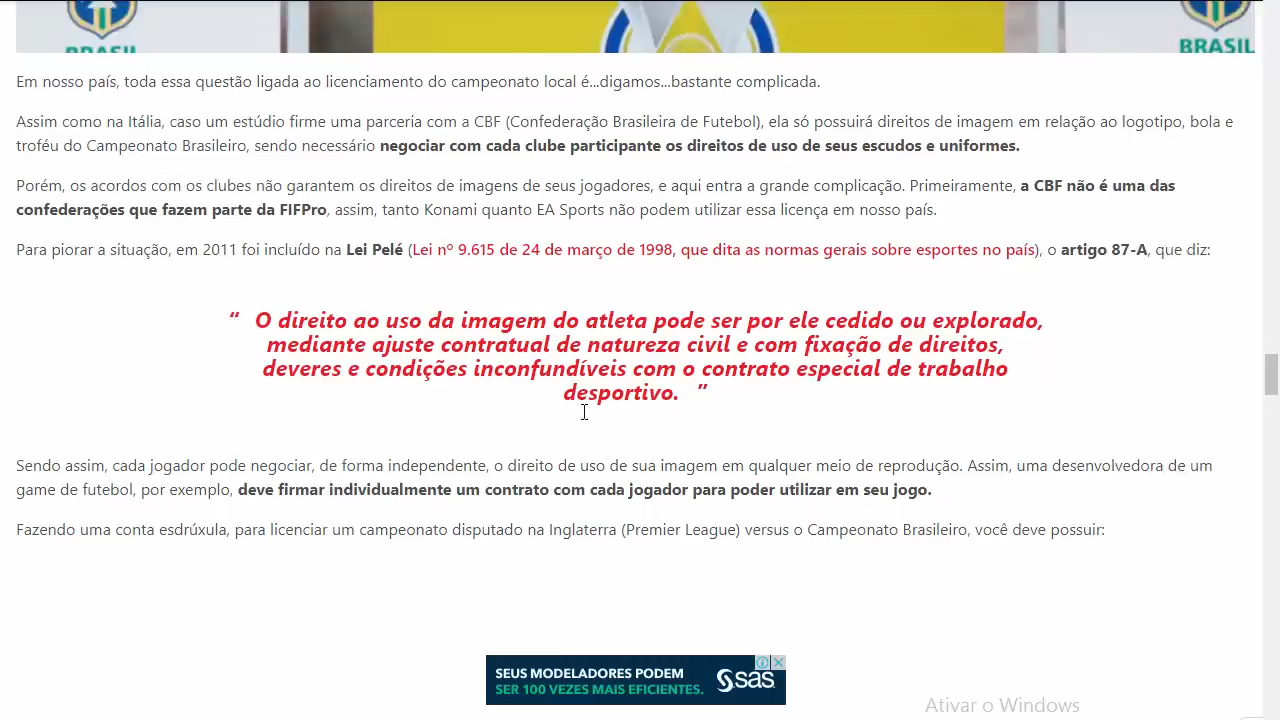 BRASIL
BRASIL
Em nosso país, toda essa questão ligada ao licenciamento do campeonato local é...digamos...bastante complicada.
Assim como na Itália, caso um estúdio firme uma parceria com a CBF (Confederação Brasileira de Futebol), ela só possuirá direitos de imagem em relação ao logotipo, bola e
troféu do Campeonato Brasileiro, sendo necessário negociar com cada clube participante os direitos de uso de seus escudos e uniformes.
Porém, os acordos com os clubes não garantem os direitos de imagens de seus jogadores, e aqui entra a grande complicação. Primeiramente, a CBF não é uma das
confederações que fazem parte da FIFPro, assim, tanto Konami quanto EA Sports não podem utilizar essa licença em nosso país.
Para piorar a situação, em 2011 foi incluído na Lei Pelé (Lei nº 9.615 de 24 de março de 1998, que dita as normas gerais sobre esportes no país), o artigo 87-A, que diz:
“ O direito ao uso da imagem do atleta pode ser por ele cedido ou explorado,
mediante ajuste contratual de natureza civil e com fixação de direitos,
deveres e condições inconfundíveis com o contrato especial de trabalho
desportivo. ”
Sendo assim, cada jogador pode negociar, de forma independente, o direito de uso de sua imagem em qualquer meio de reprodução. Assim, uma desenvolvedora de um
game de futebol, por exemplo, deve firmar individualmente um contrato com cada jogador para poder utilizar em seu jogo.
Fazendo uma conta esdrúxula, para licenciar um campeonato disputado na Inglaterra (Premier League) versus o Campeonato Brasileiro, você deve possuir:
SEUS MODELADORES PODEM
SER 100 VEZES MAIS EFICIENTES.
sas
Ativar o Windows